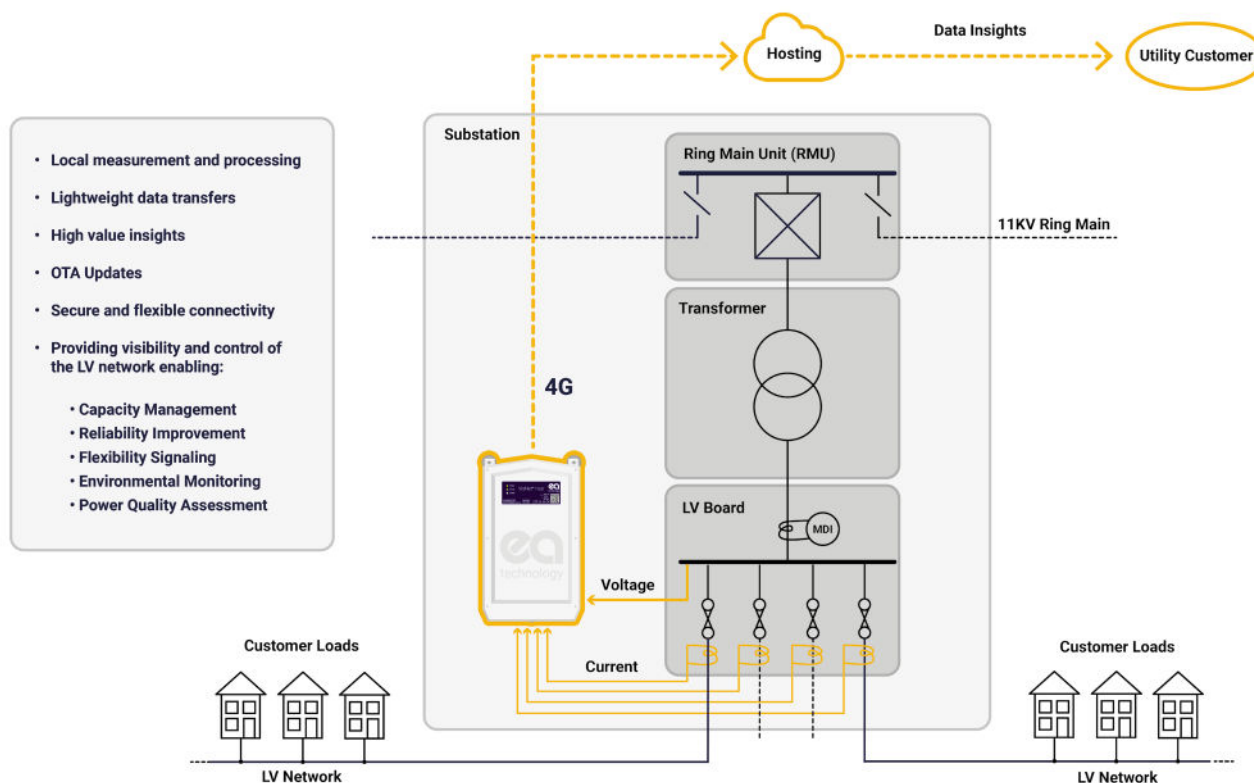 Data Insights
Hosting
Utility Customer
Substation
Ring Main Unit (RMU)
11KV Ring Main
• Local measurement and processing
• Lightweight data transfers
• High value insights
• OTA Updates
• Secure and flexible connectivity
• Providing visibility and control of
the LV network enabling:
• Capacity Management
• Reliability Improvement
• Flexibility Signaling
• Environmental Monitoring
• Power Quality Assessment
Transformer
4G
LV Board
MDI
ea
ea
technology
Voltage
Current
Customer Loads
LV Network
Customer Loads
LV Network